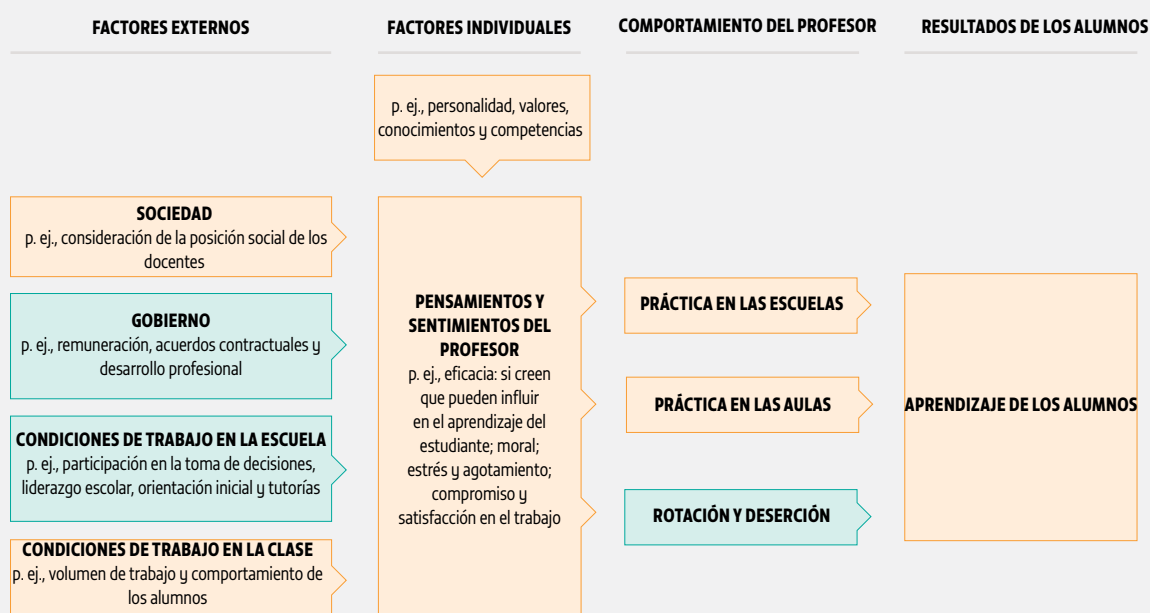 FACTORES EXTERNOS
FACTORES INDIVIDUALES
COMPORTAMIENTO DEL PROFESOR
RESULTADOS DE LOS ALUMNOS
p. ej., personalidad, valores,
conocimientos y competencias
SOCIEDAD
p. ej., consideración de la posición social de los
docentes
GOBIERNO
p. ej., remuneración, acuerdos contractuales y
desarrollo profesional
CONDICIONES DE TRABAJO EN LA ESCUELA
p. ej., participación en la toma de decisiones,
liderazgo escolar, orientación inicial y tutorías
CONDICIONES DE TRABAJO EN LA CLASE
p. ej., volumen de trabajo y comportamiento de
los alumnos
PENSAMIENTOS Y
SENTIMIENTOS DEL
PROFESOR
p. ej., eficacia: si creen
que pueden influir
en el aprendizaje del
estudiante; moral;
estrés y agotamiento;
compromiso y
satisfacción en el trabajo
PRÁCTICA EN LAS ESCUELAS
PRÁCTICA EN LAS AULAS
ROTACIÓN Y DESERCIÓN
APRENDIZAJE DE LOS ALUMNOS